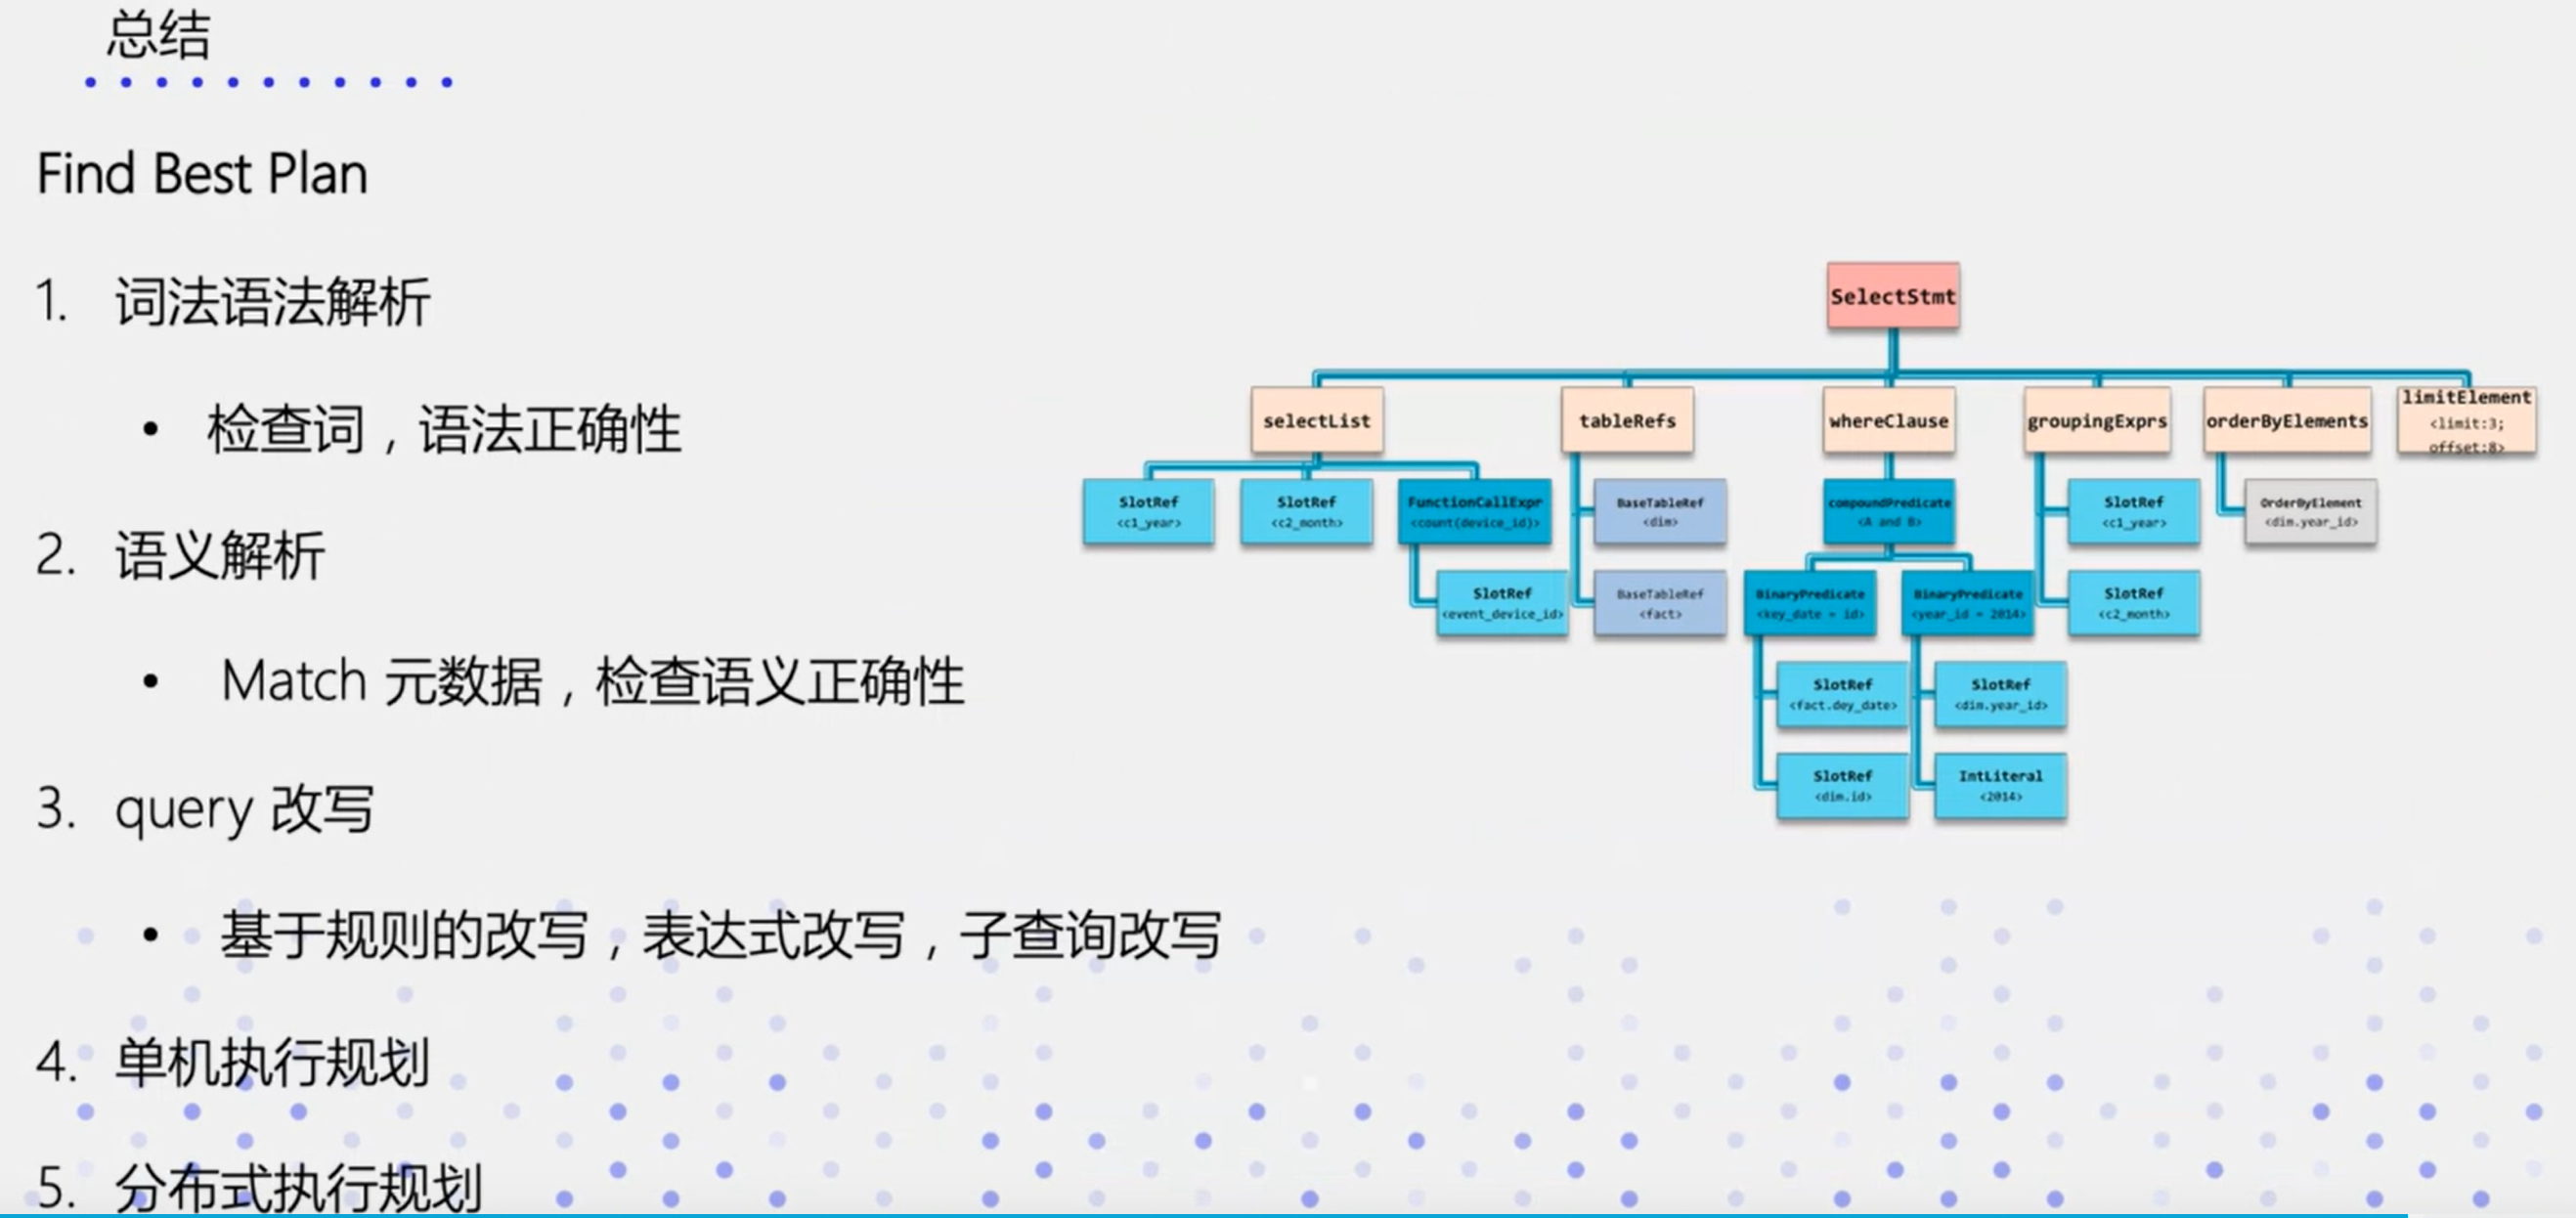 总结
Find Best Plan
1. 词法语法解析
• 检查词，语法正确性
2. 语义解析
• Match 元数据，检查语义正确性
3. query 改写
• 基于规则的改写，表达式改写，子查询改写
4. 单机执行规划
5. 分布式执行规划
SelectStmt
selectList
tableRefs
whereClause
groupingExprs
orderByElements
limitElement
<limit:3;
offset:8>
SlotRef
<c1_year>
SlotRef
<c2_month>
FunctionCallExpr
<count(device_id)>
SlotRef
<event_device_id>
BaseTableRef
<dim>
BaseTableRef
<fact>
compoundPredicate
<A and B>
BinaryPredicate
<key_date = id>
BinaryPredicate
<year_id = 2014>
SlotRef
<fact.dey_date>
SlotRef
<dim.id>
SlotRef
<dim.year_id>
IntLiteral
<2014>
SlotRef
<c1_year>
SlotRef
<c2_month>
OrderByElement
<dim.year_id>